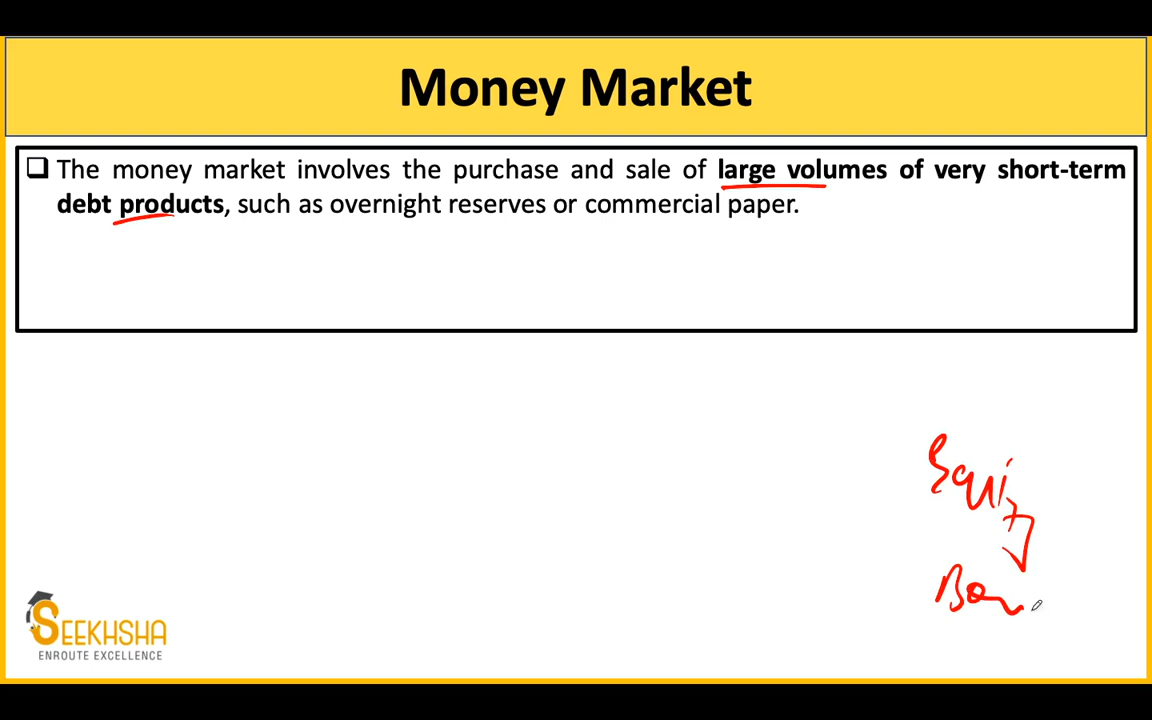 Money Market
❑ The money market involves the purchase and sale of large volumes of very short-term
debt products, such as overnight reserves or commercial paper.
Equity
SEEKHSHA
ENROUTE EXCELLENCE